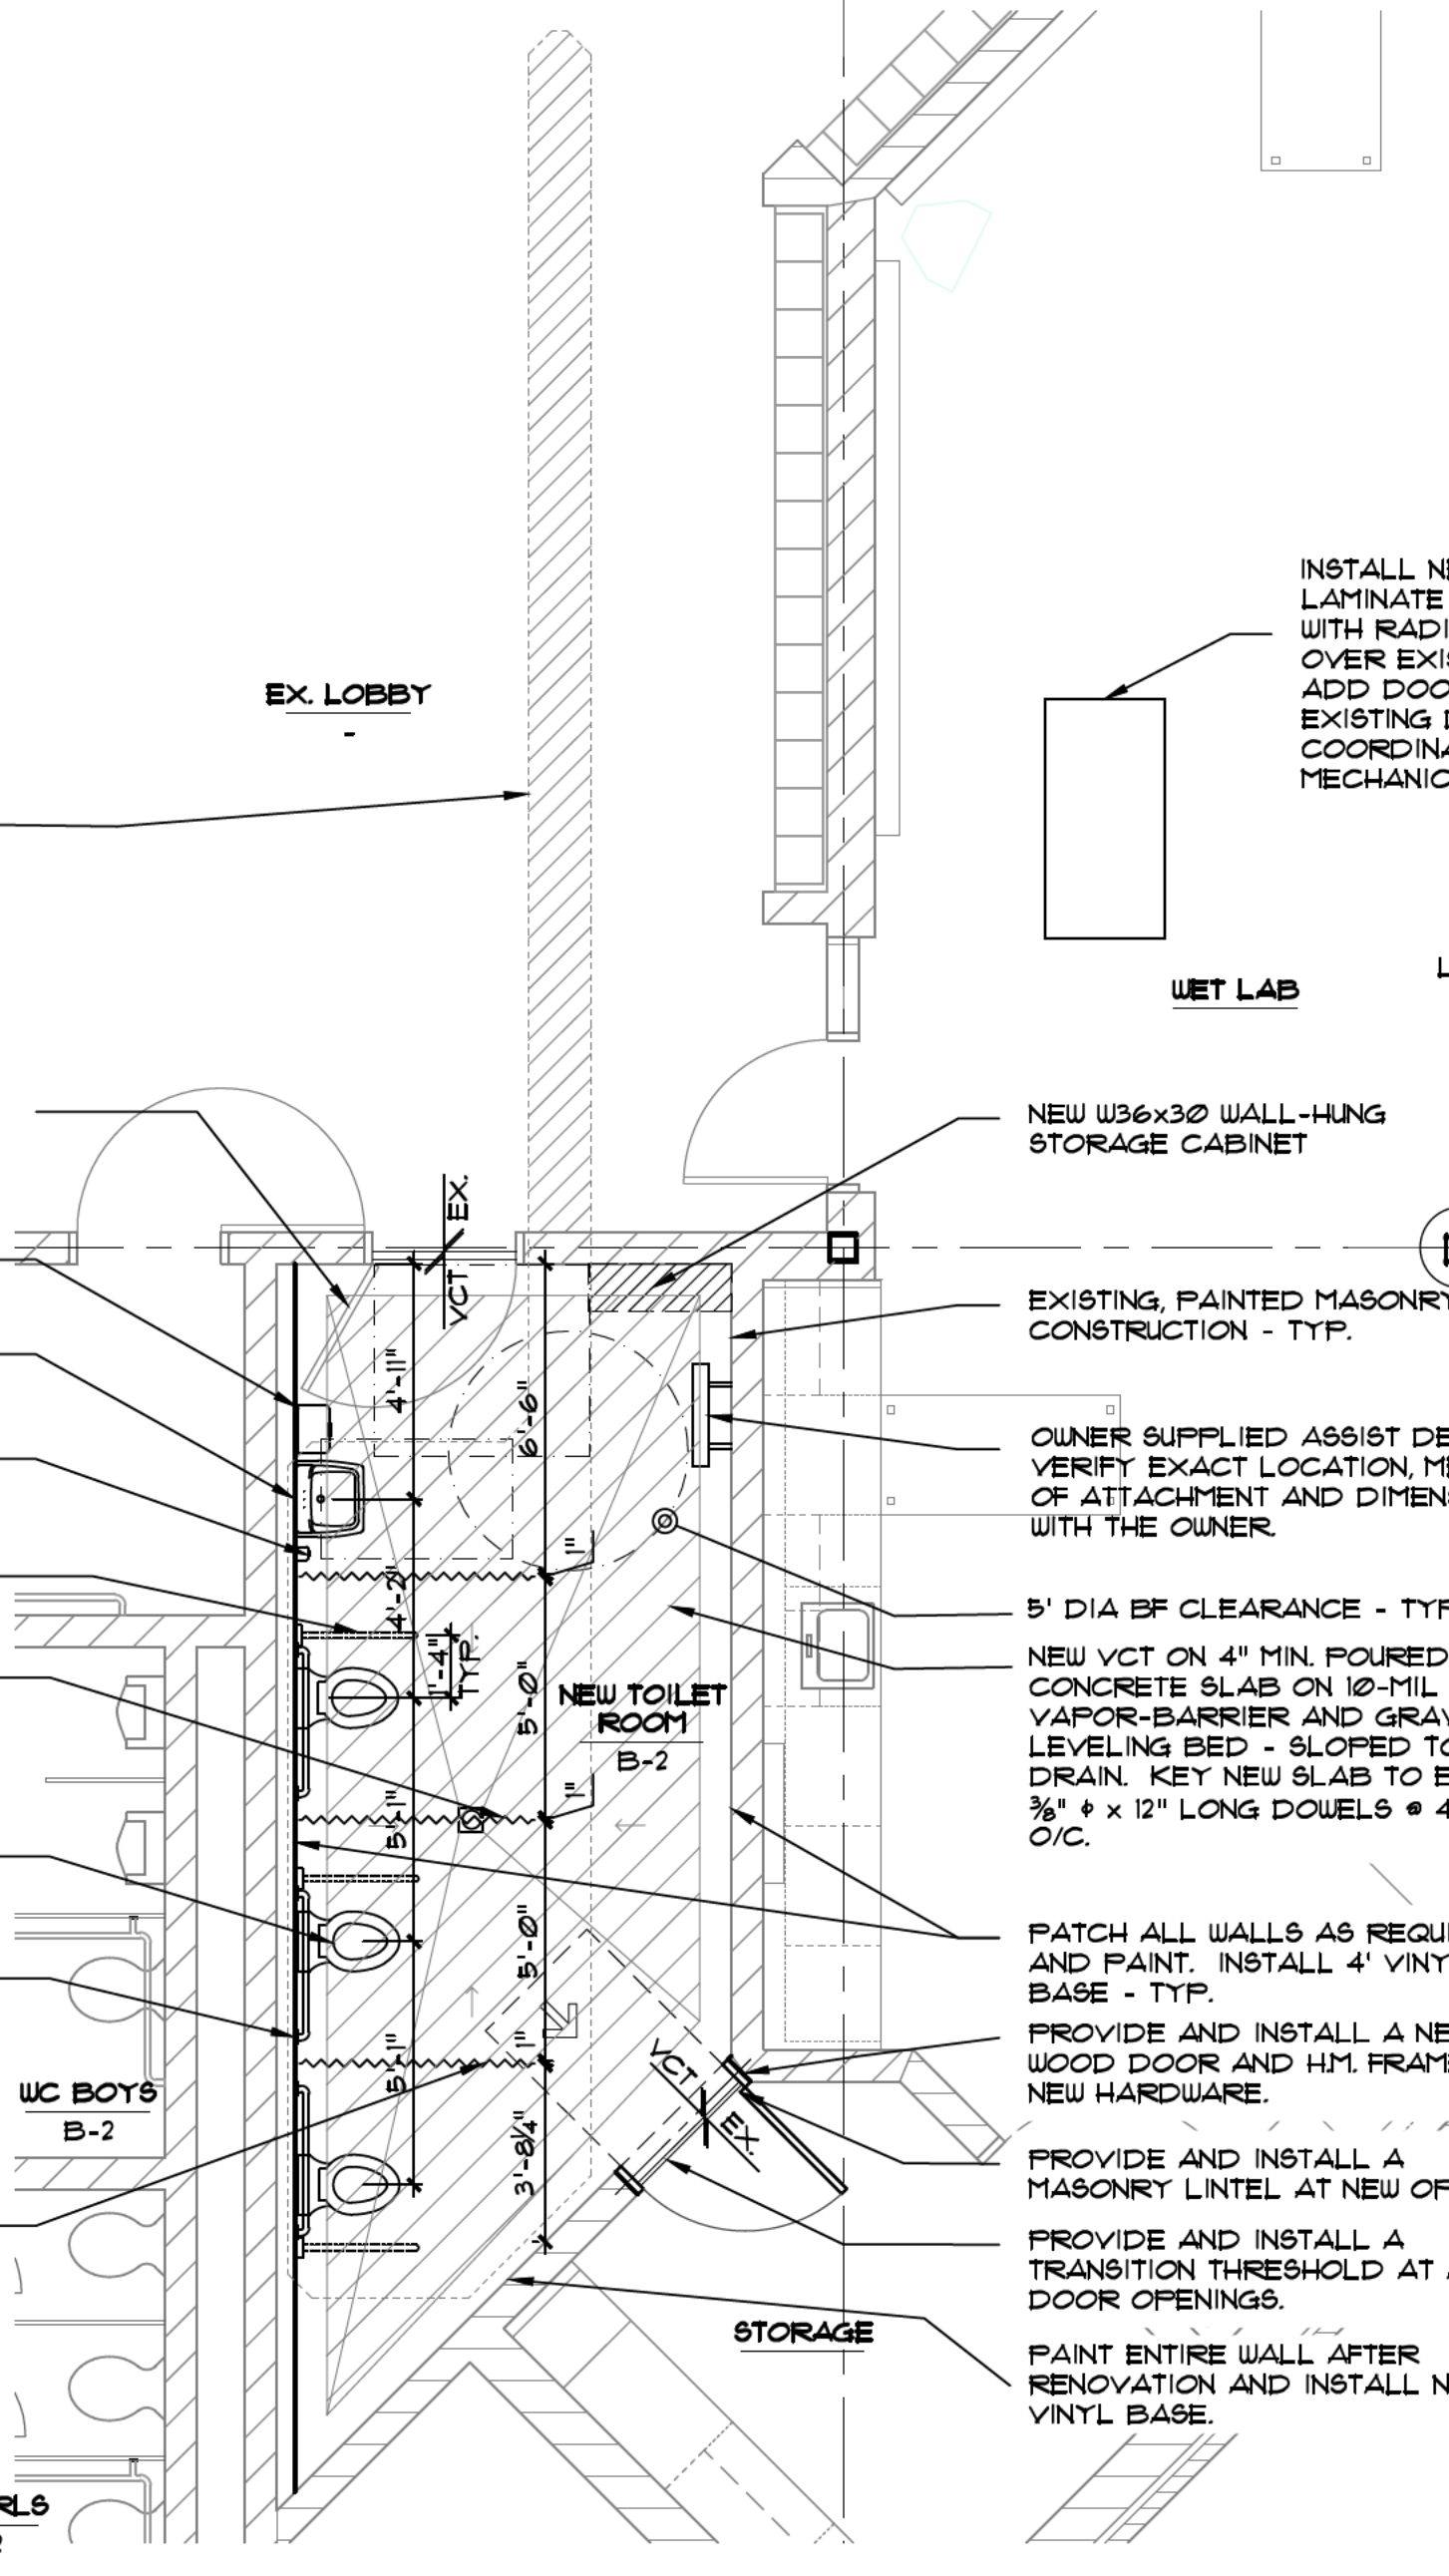 INSTALL NE
LAMINATE
WITH RADI
OVER EXIS
ADD DOO
EXISTING D
COORDINA
MECHANIC
EX. LOBBY
-
WET LAB
L
NEW W36x30 WALL-HUNG
STORAGE CABINET
EX.
VCT
EXISTING, PAINTED MASONRY
CONSTRUCTION - TYP.
4'-11"
6'-6"
OWNER SUPPLIED ASSIST DE
VERIFY EXACT LOCATION, ME
OF ATTACHMENT AND DIMENS
WITH THE OWNER.
1"
4'-2"
5' DIA BF CLEARANCE - TYP
1'-4"
TYP.
5'-0"
NEW TOILET
ROOM
B-2
NEW VCT ON 4" MIN. POURED
CONCRETE SLAB ON 10-MIL
VAPOR-BARRIER AND GRAV
LEVELING BED - SLOPED TO
DRAIN. KEY NEW SLAB TO E
3/8" ϕ x 12" LONG DOWELS @ 4
O/C.
1"
5'-1"
5'-0"
PATCH ALL WALLS AS REQUI
AND PAINT. INSTALL 4' VINY
BASE - TYP.
1"
5'-1"
VCT
EX.
PROVIDE AND INSTALL A NE
WOOD DOOR AND H.M. FRAME
NEW HARDWARE.
WC BOYS
B-2
3'-8¼"
PROVIDE AND INSTALL A
MASONRY LINTEL AT NEW OP
PROVIDE AND INSTALL A
TRANSITION THRESHOLD AT A
DOOR OPENINGS.
STORAGE
PAINT ENTIRE WALL AFTER
RENOVATION AND INSTALL N
VINYL BASE.
RLS